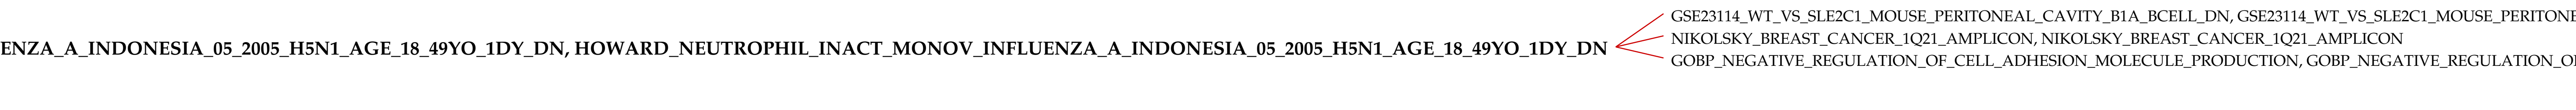 GSE23114_WT_VS_SLE2C1_MOUSE_PERITONEAL_CAVITY_B1A_BCELL_DN, GSE23114_WT_VS_SLE2C1_MOUSE_PERITONE
NIKOLSKY_BREAST_CANCER_1Q21_AMPLICON, NIKOLSKY_BREAST_CANCER_1Q21_AMPLICON
ENZA_A_INDONESIA_05_2005_H5N1_AGE_18_49YO_1DY_DN, HOWARD_NEUTROPHIL_INACT_MONOV_INFLUENZA_A_INDONESIA_05_2005_H5N1_AGE_18_49YO_1DY_DN
GOBP_NEGATIVE_REGULATION_OF_CELL_ADHESION_MOLECULE_PRODUCTION, GOBP_NEGATIVE_REGULATION_O